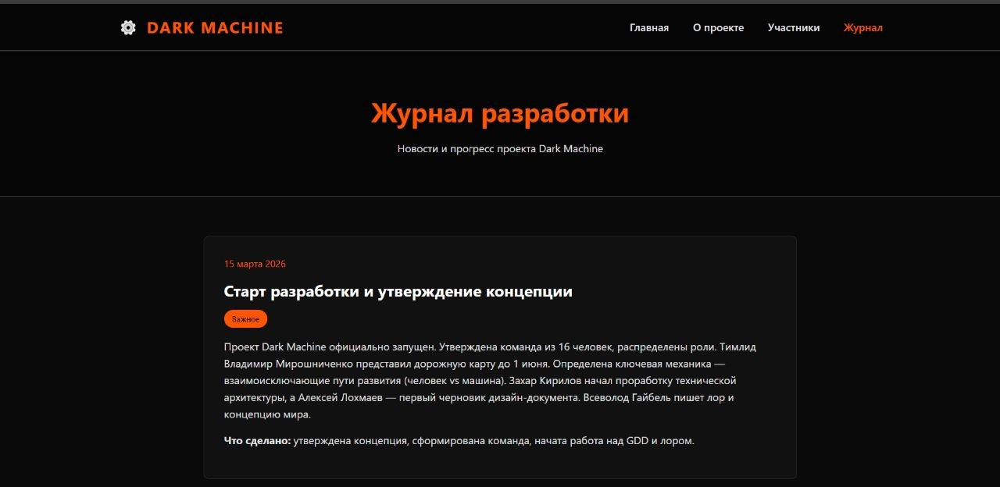 DARK MACHINE
Главная
О проекте
Участники
Журнал
Журнал разработки
Новости и прогресс проекта Dark Machine
15 марта 2026
Старт разработки и утверждение концепции
Важное
Проект Dark Machine официально запущен. Утверждена команда из 16 человек, распределены роли. Тимлид
Владимир Мирошниченко представил дорожную карту до 1 июня. Определена ключевая механика —
взаимоисключающие пути развития (человек vs машина). Захар Кирилов начал проработку технической
архитектуры, а Алексей Лохмаев — первый черновик дизайн-документа. Всеволод Гайбель пишет лор и
концепцию мира.
Что сделано: утверждена концепция, сформирована команда, начата работа над GDD и лором.